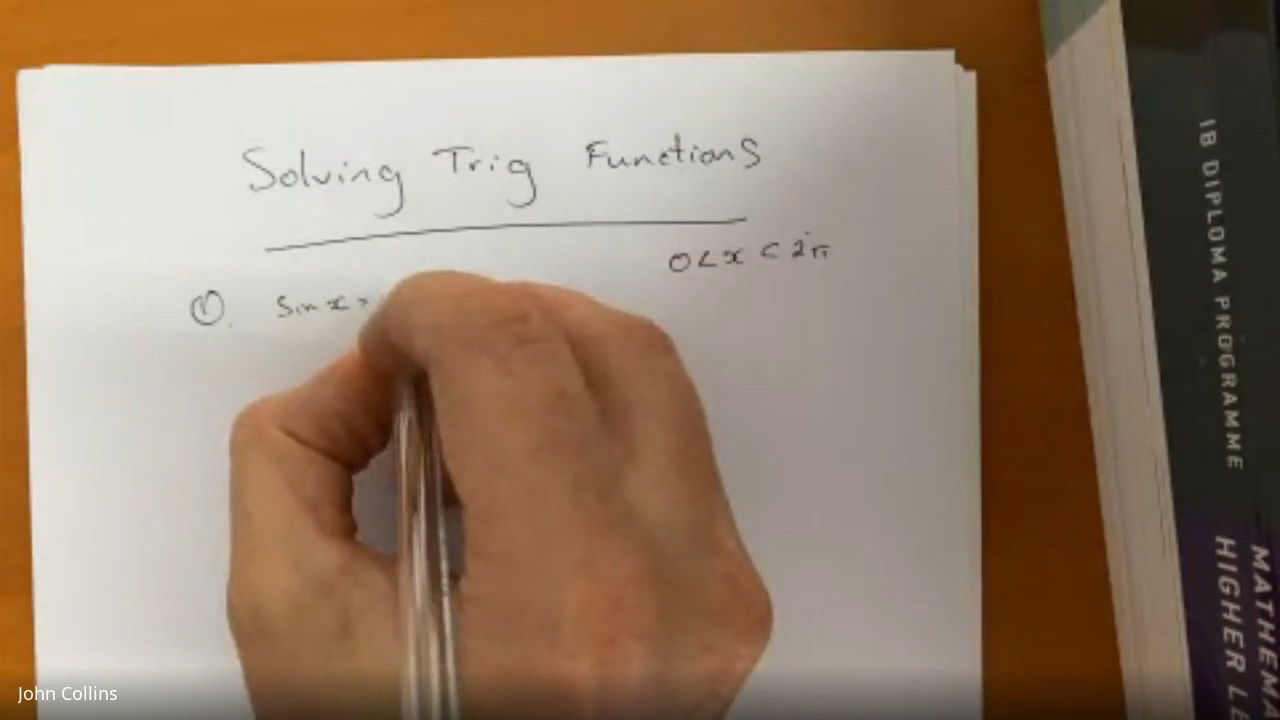 Solving Trig Functions
0 < x < 2π
①. Sin x =
IB DIPLOMA PROGRAMME
MATHEMA
HIGHER LE
John Collins